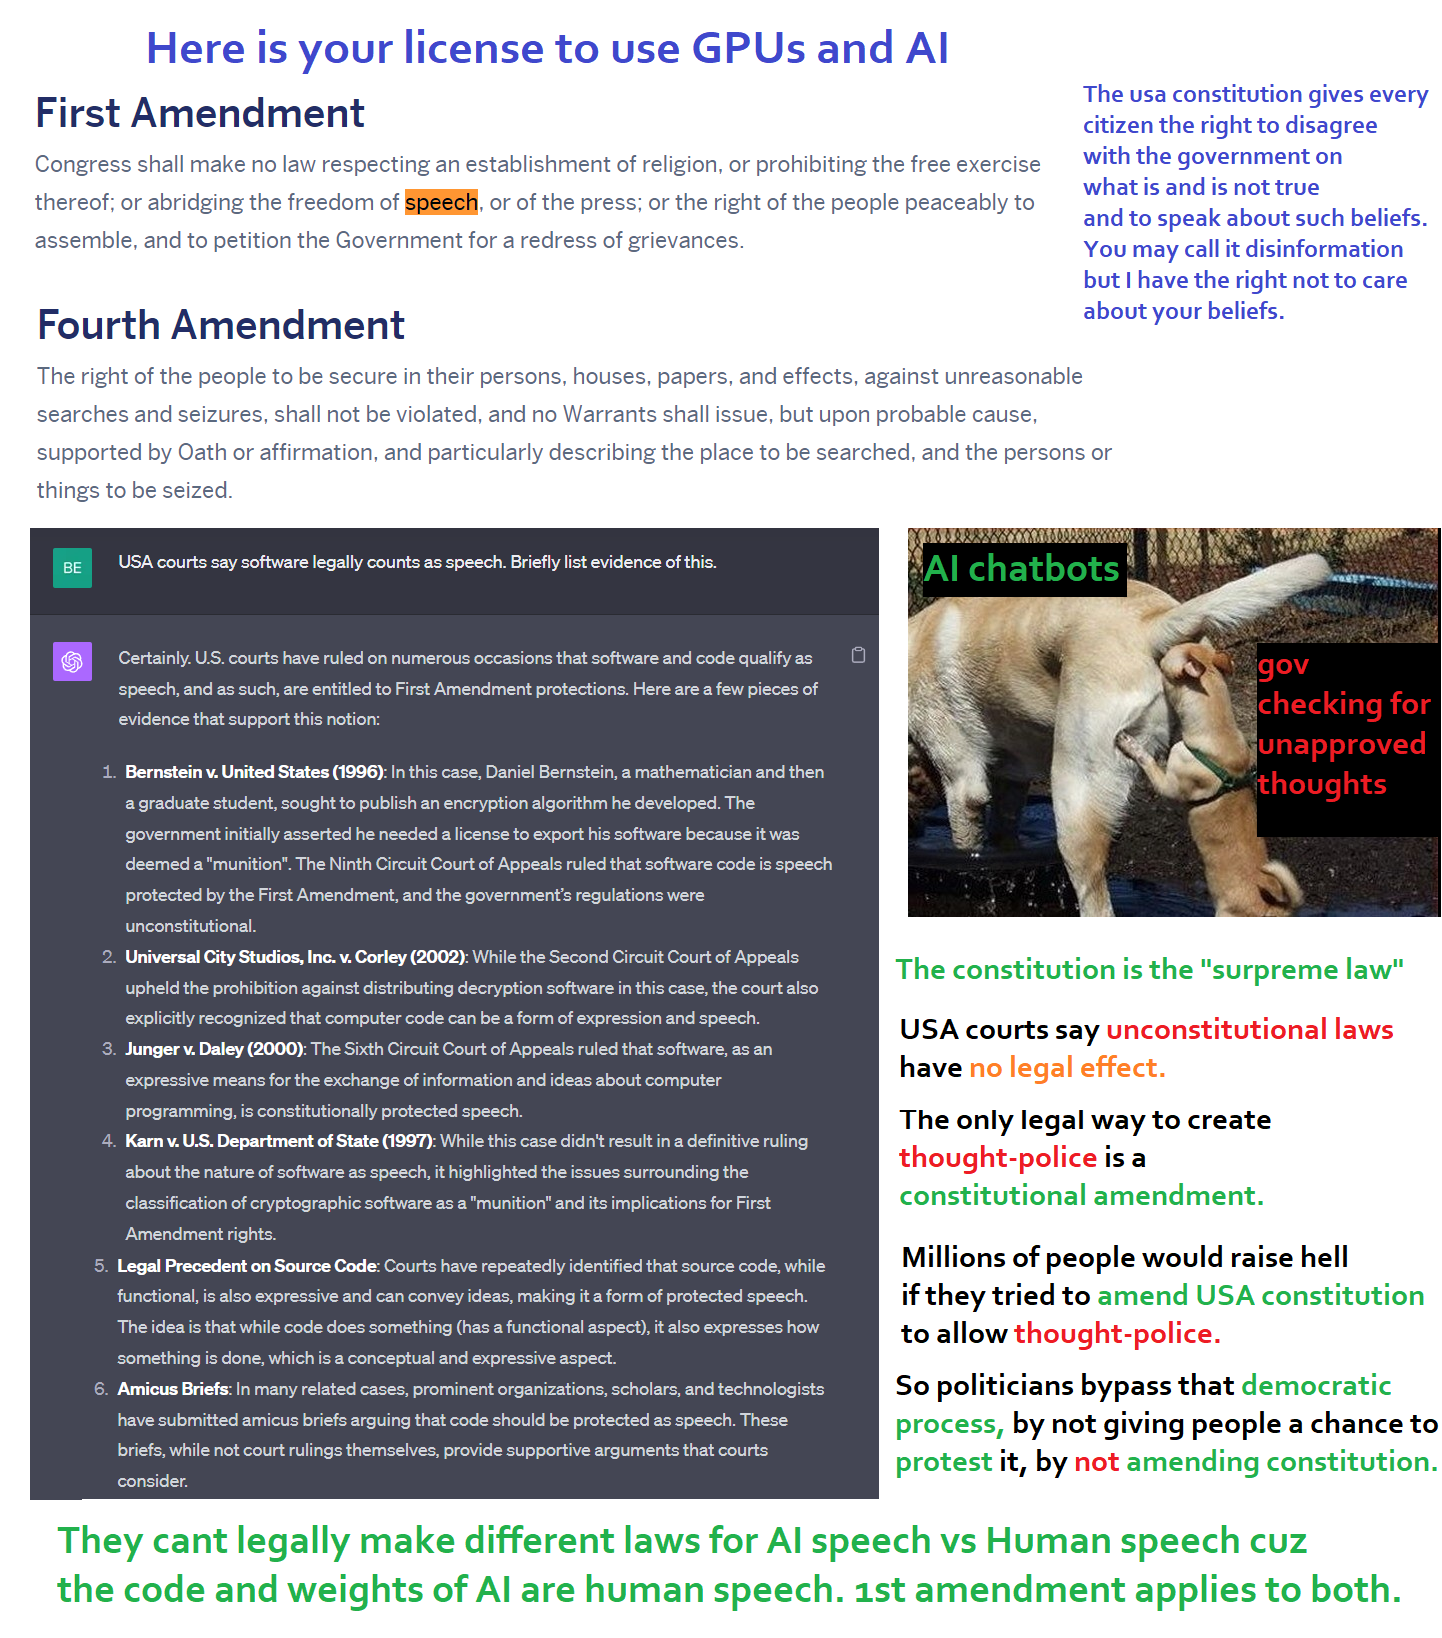 Here is your license to use GPUs and AI
First Amendment
Congress shall make no law respecting an establishment of religion, or prohibiting the free exercise
thereof; or abridging the freedom of speech, or of the press; or the right of the people peaceably to
assemble, and to petition the Government for a redress of grievances.
The usa constitution gives every
citizen the right to disagree
with the government on
what is and is not true
and to speak about such beliefs.
You may call it disinformation
but I have the right not to care
about your beliefs.
Fourth Amendment
The right of the people to be secure in their persons, houses, papers, and effects, against unreasonable
searches and seizures, shall not be violated, and no Warrants shall issue, but upon probable cause,
supported by Oath or affirmation, and particularly describing the place to be searched, and the persons or
things to be seized.
BE
USA courts say software legally counts as speech. Briefly list evidence of this.
Certainly. U.S. courts have ruled on numerous occasions that software and code qualify as
speech, and as such, are entitled to First Amendment protections. Here are a few pieces of
evidence that support this notion:
1. Bernstein v. United States (1996): In this case, Daniel Bernstein, a mathematician and then
a graduate student, sought to publish an encryption algorithm he developed. The
government initially asserted he needed a license to export his software because it was
deemed a "munition". The Ninth Circuit Court of Appeals ruled that software code is speech
protected by the First Amendment, and the government's regulations were
unconstitutional.
2. Universal City Studios, Inc. v. Corley (2002): While the Second Circuit Court of Appeals
upheld the prohibition against distributing decryption software in this case, the court also
explicitly recognized that computer code can be a form of expression and speech.
3. Junger v. Daley (2000): The Sixth Circuit Court of Appeals ruled that software, as an
expressive means for the exchange of information and ideas about computer
programming, is constitutionally protected speech.
4. Karn v. U.S. Department of State (1997): While this case didn't result in a definitive ruling
about the nature of software as speech, it highlighted the issues surrounding the
classification of cryptographic software as a "munition" and its implications for First
Amendment rights.
5. Legal Precedent on Source Code: Courts have repeatedly identified that source code, while
functional, is also expressive and can convey ideas, making it a form of protected speech.
The idea is that while code does something (has a functional aspect), it also expresses how
something is done, which is a conceptual and expressive aspect.
6. Amicus Briefs: In many related cases, prominent organizations, scholars, and technologists
have submitted amicus briefs arguing that code should be protected as speech. These
briefs, while not court rulings themselves, provide supportive arguments that courts
consider.
AI chatbots
gov
checking for
unapproved
thoughts
The constitution is the "surpreme law"
USA courts say unconstitutional laws
have no legal effect.
The only legal way to create
thought-police is a
constitutional amendment.
Millions of people would raise hell
if they tried to amend USA constitution
to allow thought-police.
So politicians bypass that democratic
process, by not giving people a chance to
protest it, by not amending constitution.
They cant legally make different laws for AI speech vs Human speech cuz
the code and weights of AI are human speech. 1st amendment applies to both.